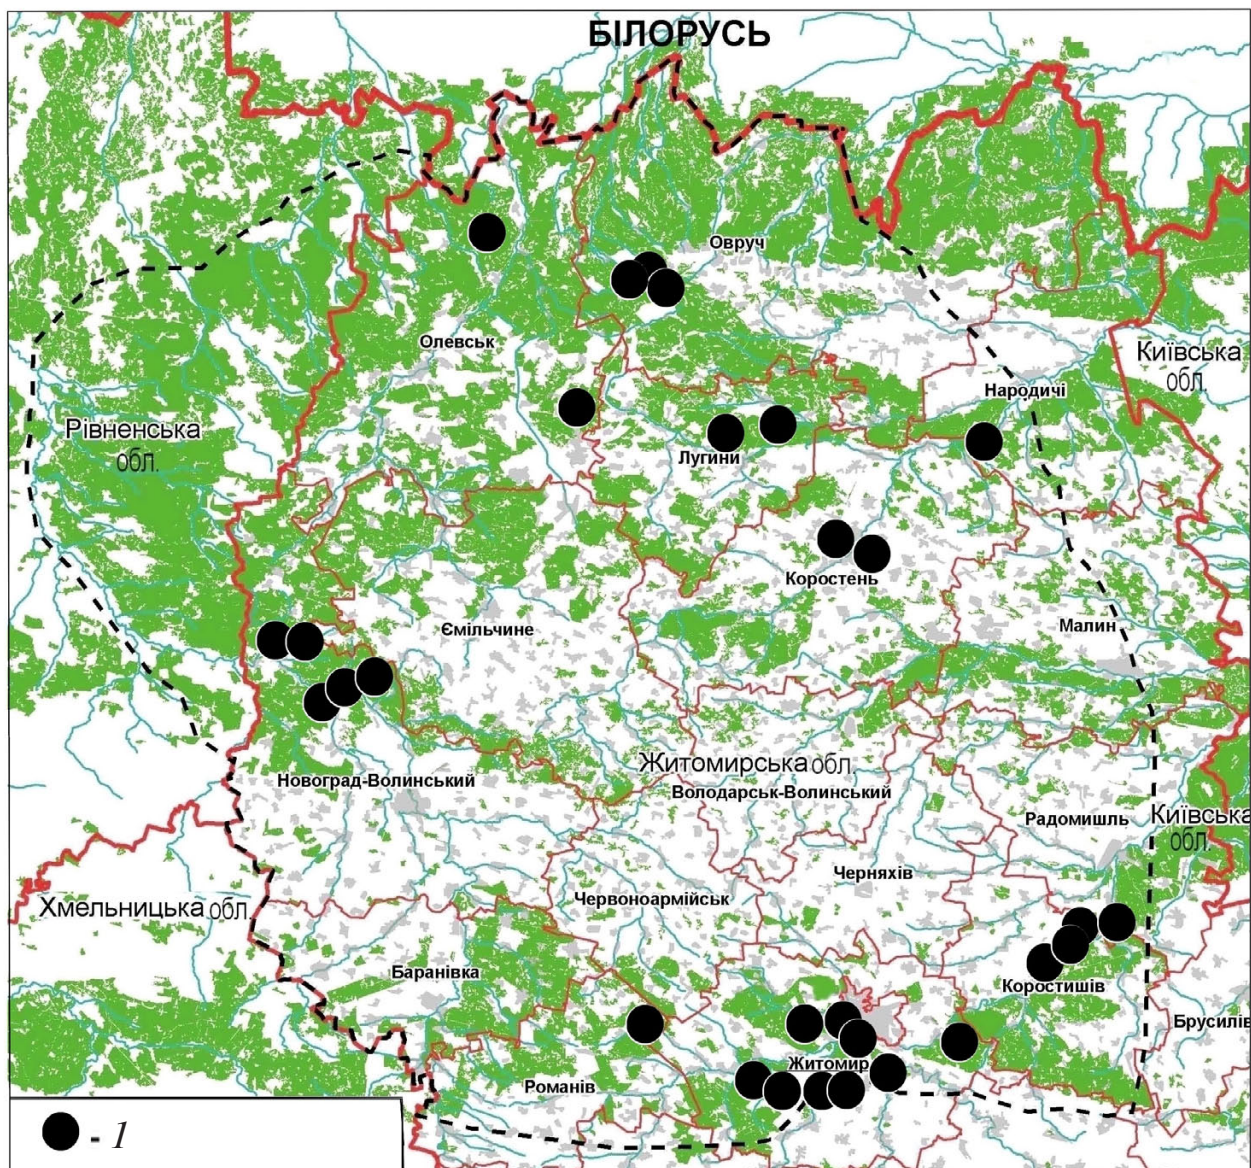 БІЛОРУСЬ
Овруч
Олевськ
Київська
обл.
Народичі
Рівненська
обл.
Лугини
Коростень
Ємільчине
Малин
Житомирська обл.
Новоград-Волинський
Володарськ-Волинський
Радомишль
Київська
обл.
Черняхів
Червоноармійськ
Хмельницька обл.
Баранівка
Коростишів
Брусилів
Житомир
Романів
- 1